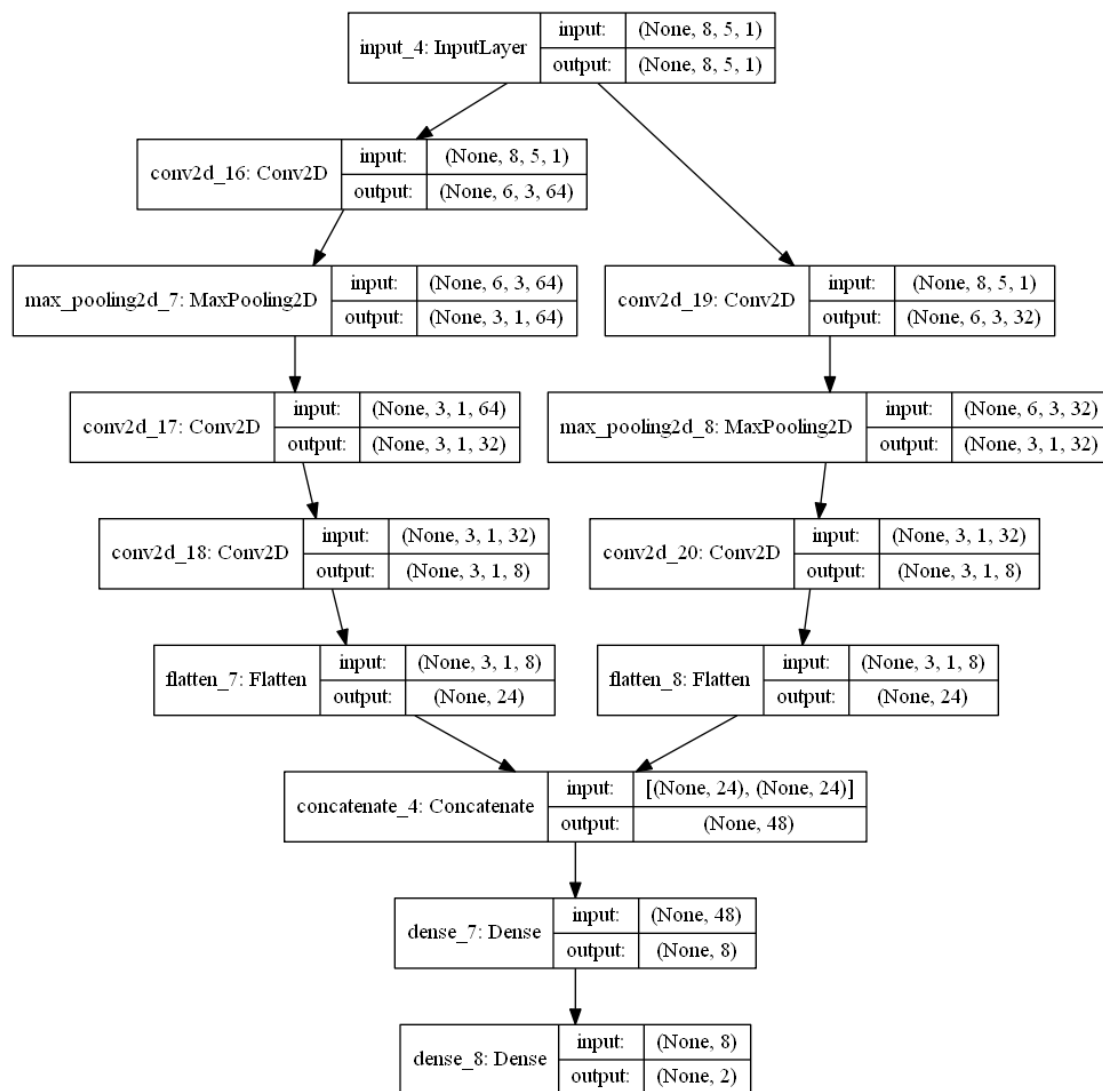 input_4: InputLayer
input: (None, 8, 5, 1)
output: (None, 8, 5, 1)
conv2d_16: Conv2D
input: (None, 8, 5, 1)
output: (None, 6, 3, 64)
max_pooling2d_7: MaxPooling2D
input: (None, 6, 3, 64)
output: (None, 3, 1, 64)
conv2d_19: Conv2D
input: (None, 8, 5, 1)
output: (None, 6, 3, 32)
conv2d_17: Conv2D
input: (None, 3, 1, 64)
output: (None, 3, 1, 32)
max_pooling2d_8: MaxPooling2D
input: (None, 6, 3, 32)
output: (None, 3, 1, 32)
conv2d_18: Conv2D
input: (None, 3, 1, 32)
output: (None, 3, 1, 8)
conv2d_20: Conv2D
input: (None, 3, 1, 32)
output: (None, 3, 1, 8)
flatten_7: Flatten
input: (None, 3, 1, 8)
output: (None, 24)
flatten_8: Flatten
input: (None, 3, 1, 8)
output: (None, 24)
concatenate_4: Concatenate
input: [(None, 24), (None, 24)]
output: (None, 48)
dense_7: Dense
input: (None, 48)
output: (None, 8)
dense_8: Dense
input: (None, 8)
output: (None, 2)